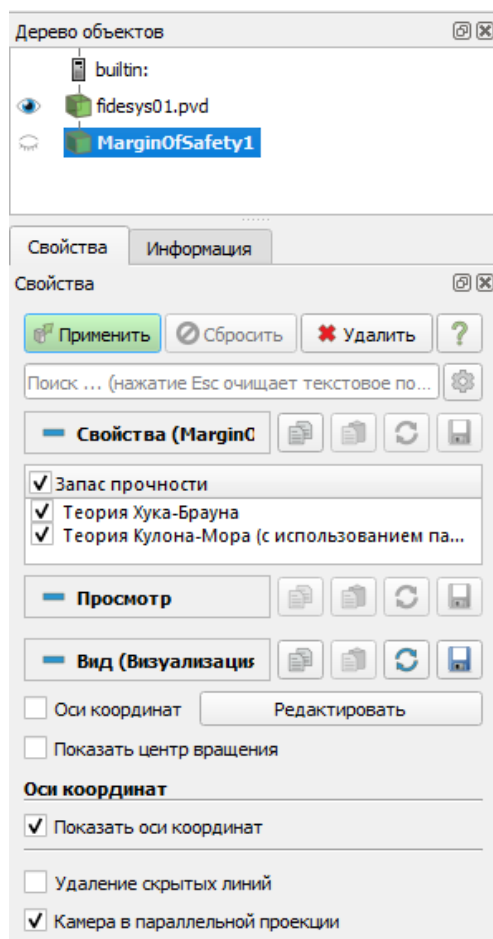 Дерево объектов
builtin:
fidesys01.pvd
MarginOfSafety1
Свойства Информация
Свойства
Применить Сбросить Удалить ?
Поиск ... (нажатие Esc очищает текстовое по...
Свойства (Margin
Запас прочности
Теория Хука-Брауна
Теория Кулона-Мора (с использованием па...
Просмотр
Вид (Визуализация
Оси координат Редактировать
Показать центр вращения
Оси координат
Показать оси координат
Удаление скрытых линий
Камера в параллельной проекции